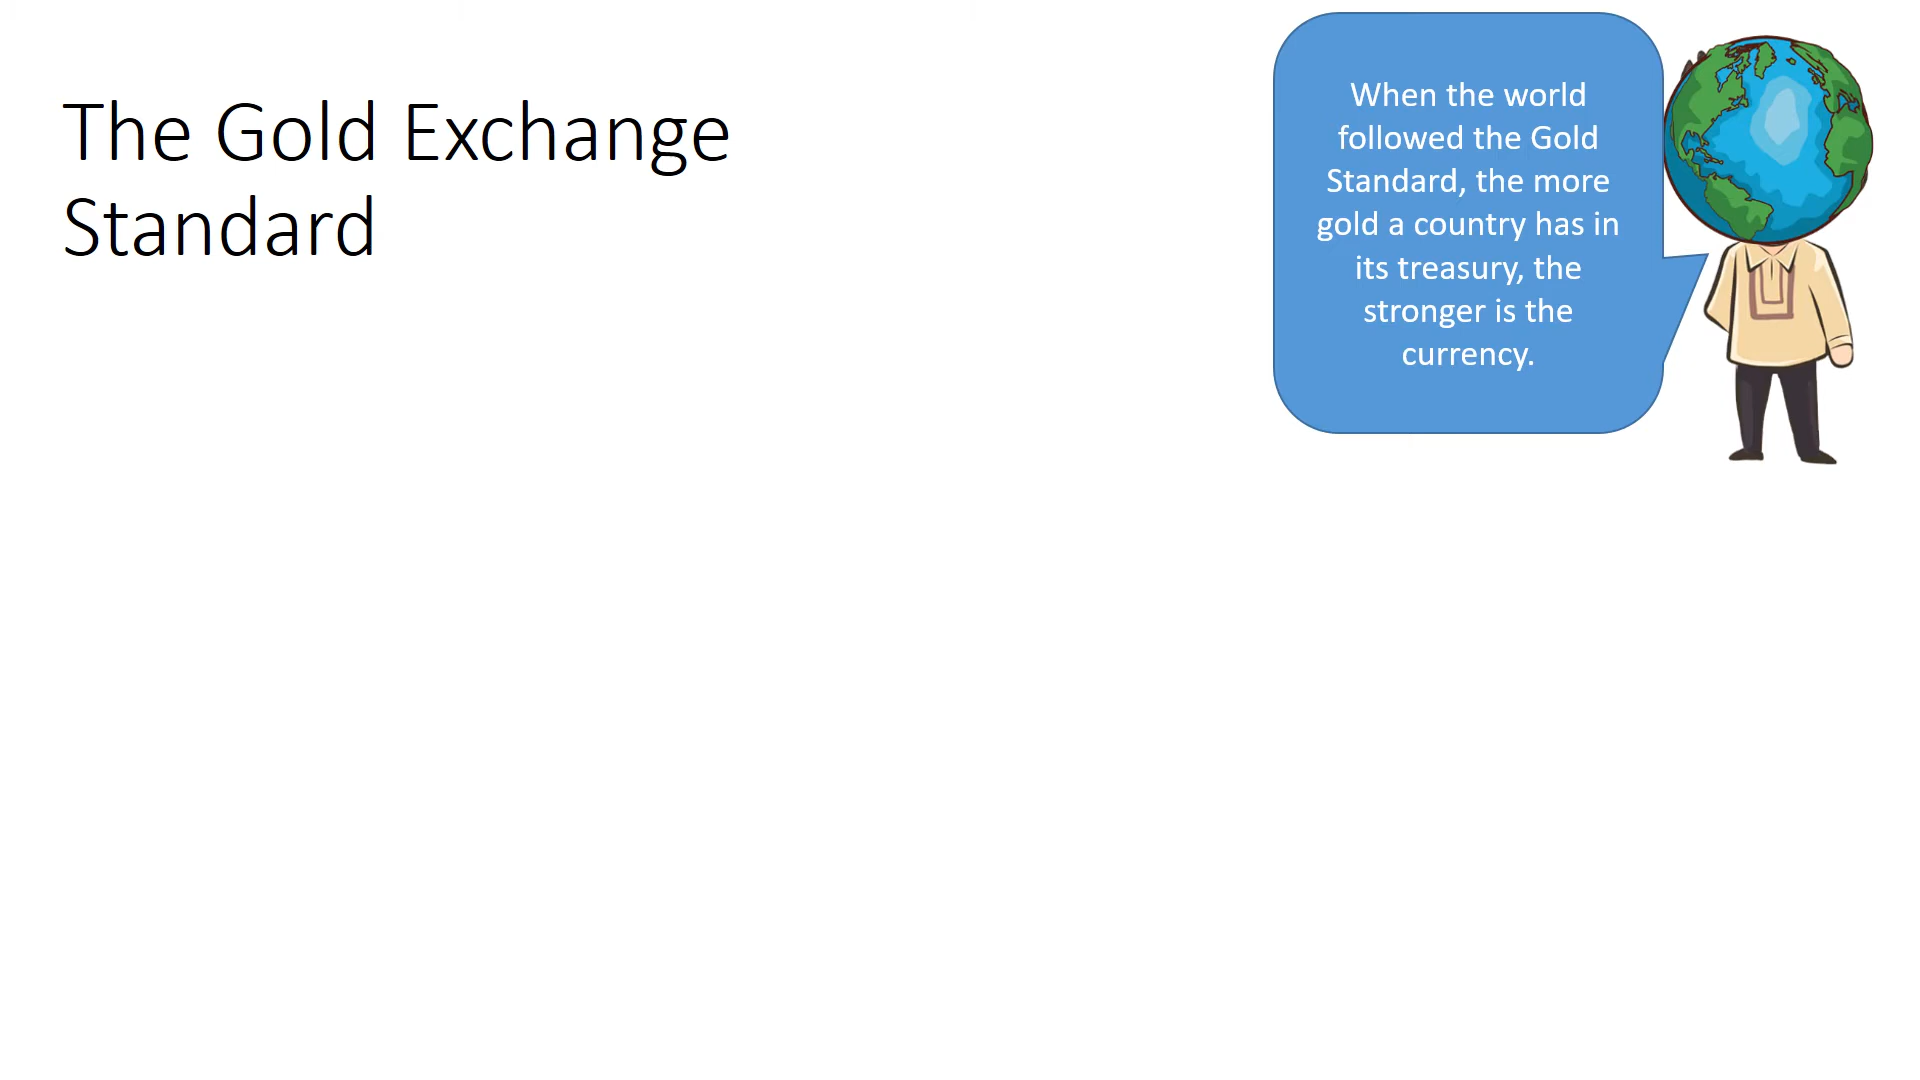 The Gold Exchange
Standard
When the world
followed the Gold
Standard, the more
gold a country has in
its treasury, the
stronger is the
currency.